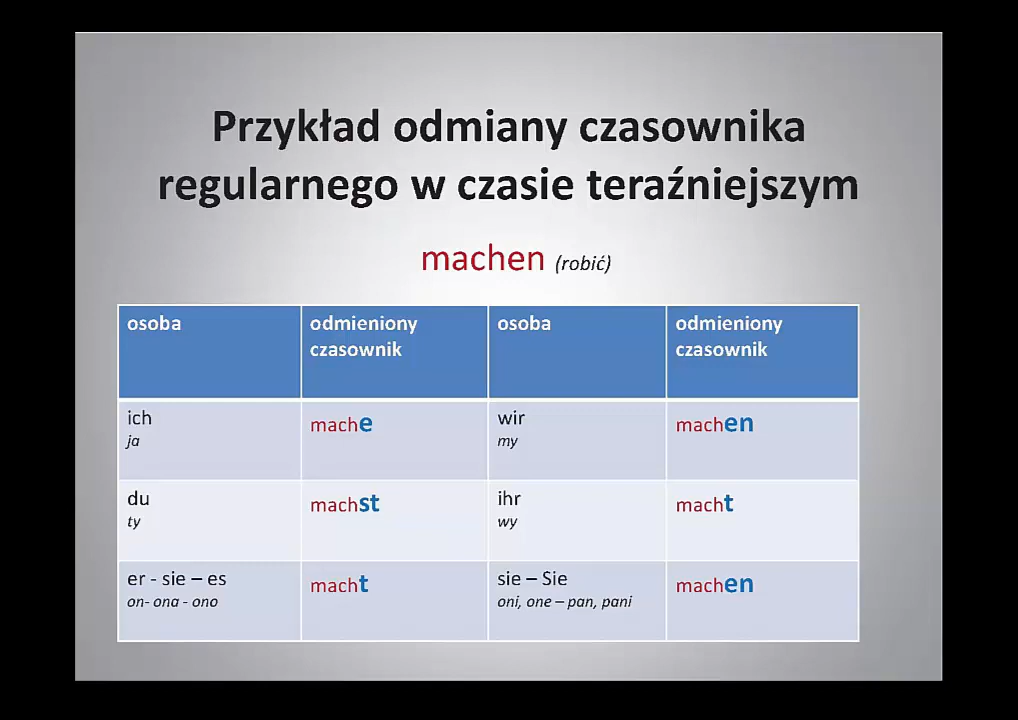 Przykład odmiany czasownika
regularnego w czasie teraźniejszym
machen (robić)
osoba
odmieniony
czasownik
osoba
odmieniony
czasownik
ich
ja
mache
wir
my
machen
du
ty
machst
ihr
wy
macht
er - sie – es
on- ona - ono
macht
sie – Sie
oni, one – pan, pani
machen